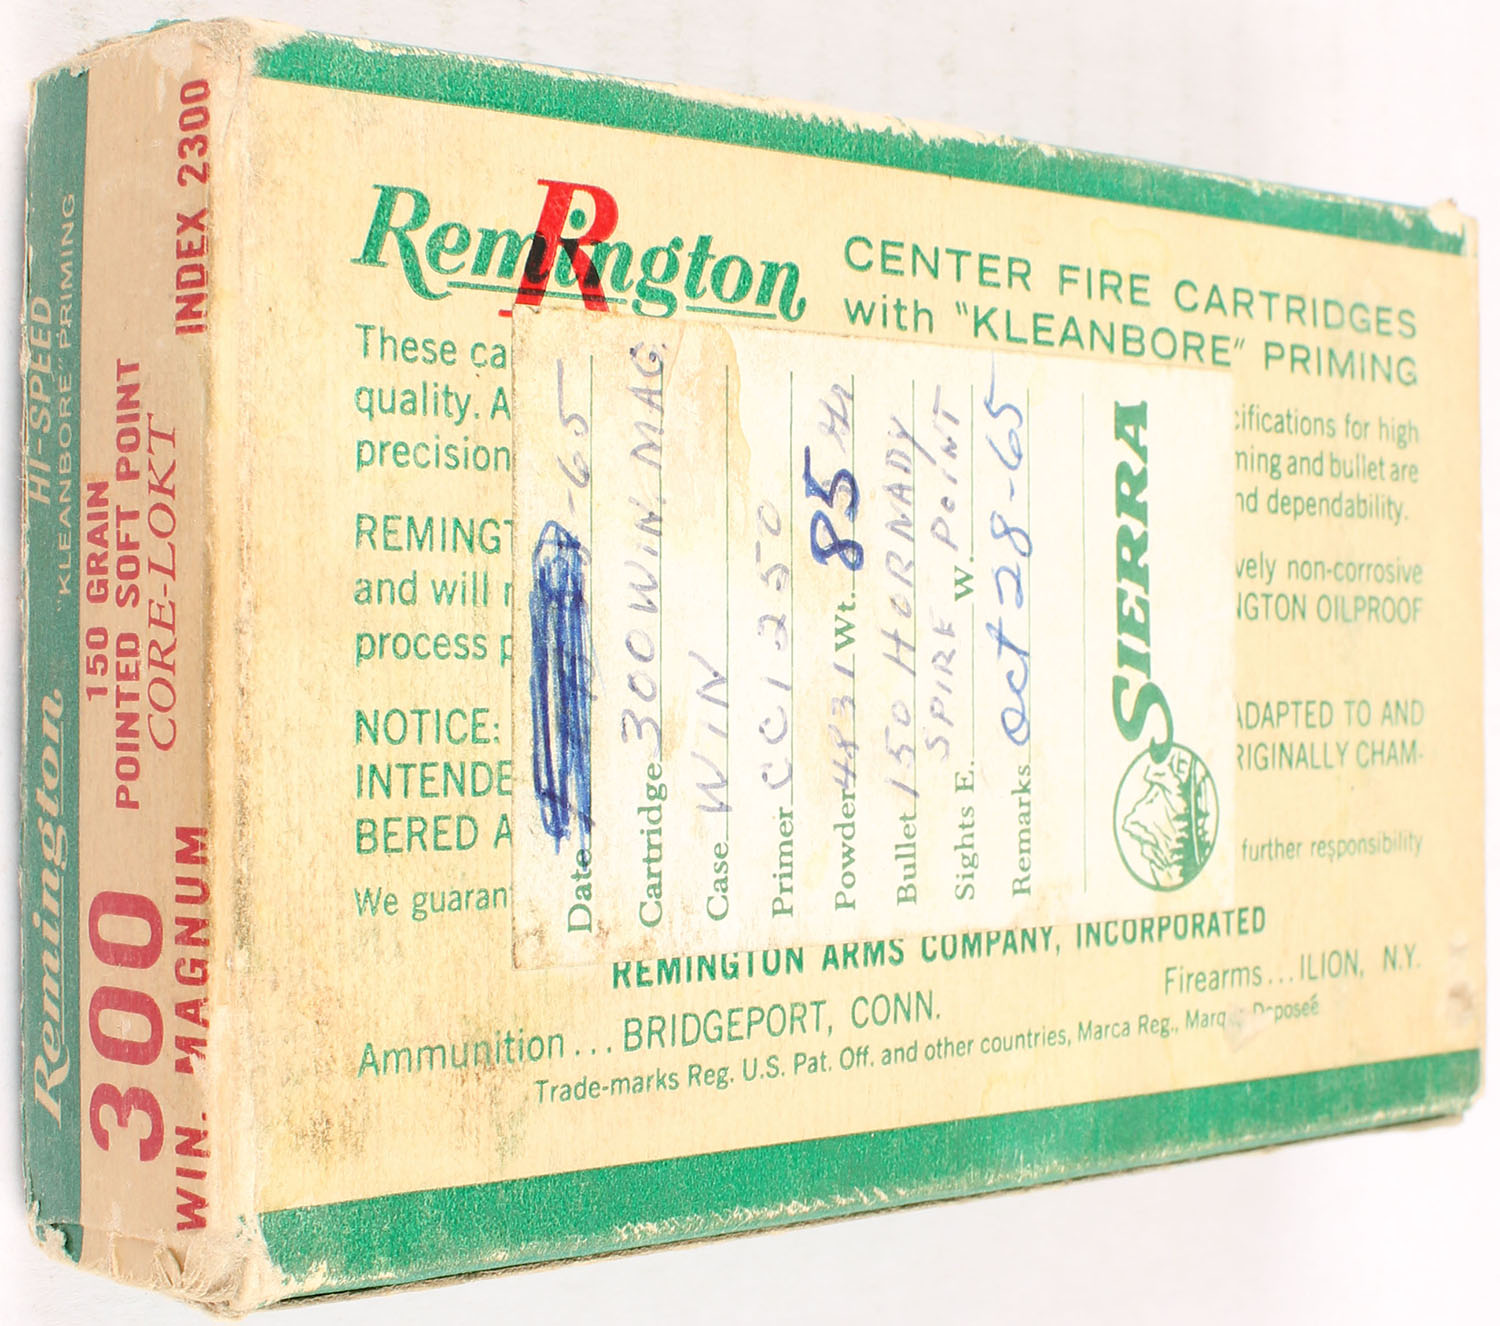 Remington
HI-SPEED
"KLEANBORE" PRIMING
300
WIN. MAGNUM
150 GRAIN
POINTED SOFT POINT
CORE-LOKT
INDEX 2300
Remington
R
CENTER FIRE CARTRIDGES
with "KLEANBORE" PRIMING
These ca
cifications for high
quality. A
ming and bullet are
precision
nd dependability.
REMINGT
vely non-corrosive
and will r
NGTON OILPROOF
process p
NOTICE:
ADAPTED TO AND
INTENDE
RIGINALLY CHAM-
BERED A
We guaran
further responsibility
Date -65
Cartridge 300 WIN. MAG.
Case WIN
Primer CCI 250
Powder 4831 Wt. 85
Bullet 150 HORNADY
SPIRE POINT
Sights E. W.
Remarks Oct 28-65
SIERRA
REMINGTON ARMS COMPANY, INCORPORATED
Ammunition... BRIDGEPORT, CONN.
Firearms...ILION, N.Y.
Trade-marks Reg. U.S. Pat. Off. and other countries, Marca Reg., Marq Deposeé